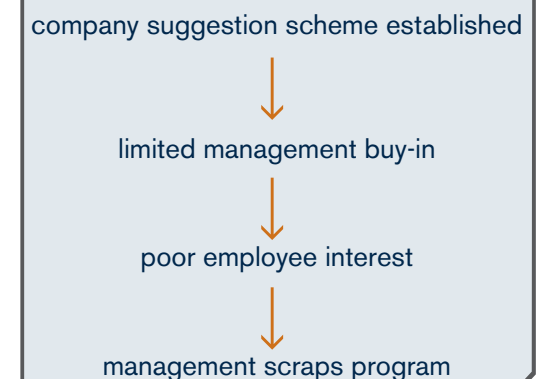 company suggestion scheme established
limited management buy-in
poor employee interest
management scraps program